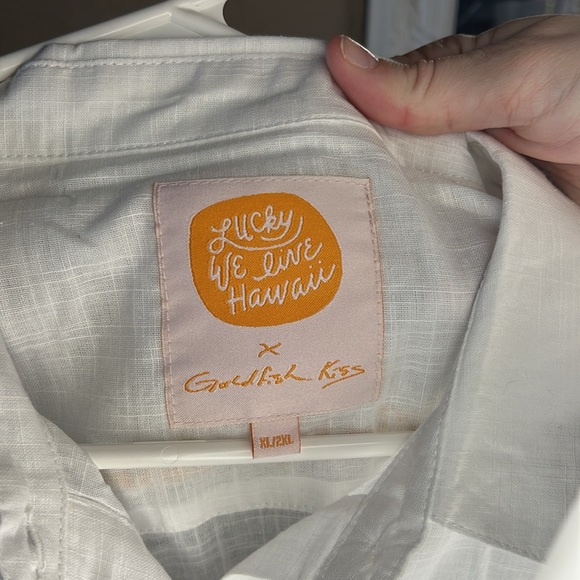 Lucky
WE live
Hawaii
x
Goldfish Kiss
XL/2XL